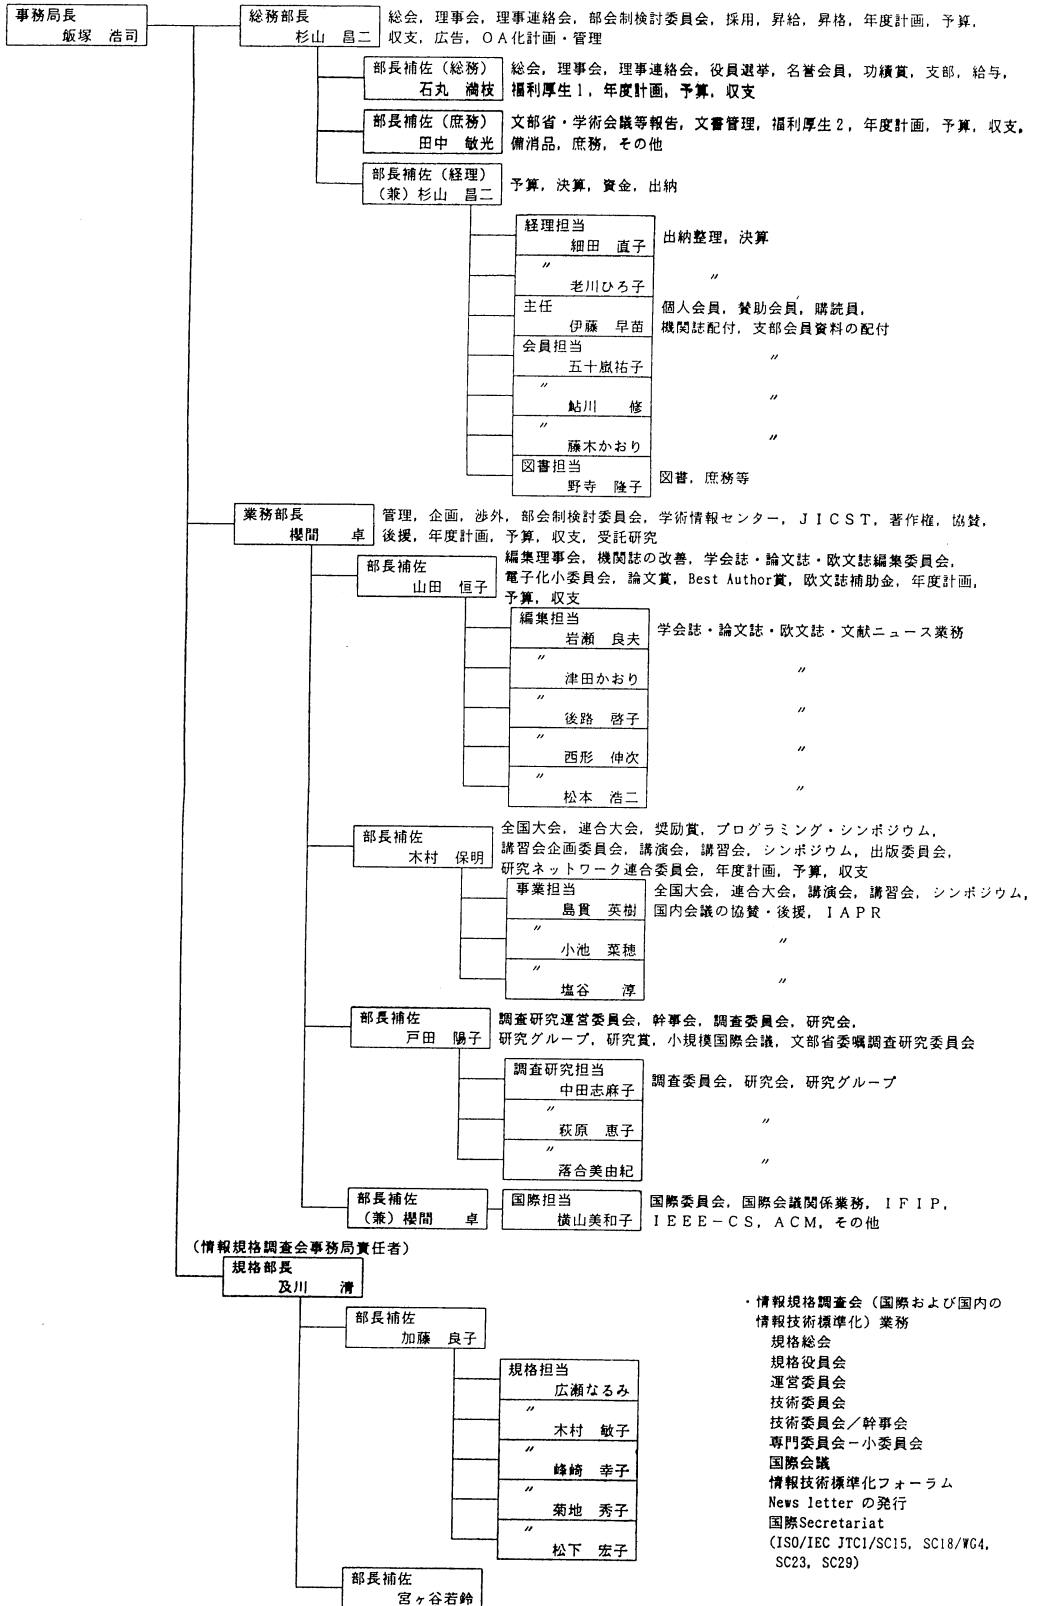 事務局長
飯塚 浩司
総務部長
杉山 昌二
総会，理事会，理事連絡会，部会制検討委員会，採用，昇給，昇格，年度計画，予算，
収支，広告，ＯＡ化計画・管理
部長補佐（総務）
石丸 満枝
総会，理事会，理事連絡会，役員選挙，名誉会員，功績賞，支部，給与，
福利厚生1，年度計画，予算，収支
部長補佐（庶務）
田中 敏光
文部省・学術会議等報告，文書管理，福利厚生2，年度計画，予算，収支，
備消品，庶務，その他
部長補佐（経理）
（兼）杉山 昌二
予算，決算，資金，出納
経理担当
細田 直子
出納整理，決算
〃
老川ひろ子
〃
主任
伊藤 早苗
個人会員，賛助会員，購読員，
機関誌配付，支部会員資料の配付
会員担当
五十嵐祐子
〃
〃
鮎川 修
〃
〃
藤木かおり
〃
図書担当
野寺 隆子
図書，庶務等
業務部長
櫻間 卓
管理，企画，渉外，部会制検討委員会，学術情報センター，ＪＩＣＳＴ，著作権，協賛，
後援，年度計画，予算，収支，受託研究
部長補佐
山田 恒子
編集理事会，機関誌の改善，学会誌・論文誌・欧文誌編集委員会，
電子化小委員会，論文賞，Best Author賞，欧文誌補助金，年度計画，
予算，収支
編集担当
岩瀬 良夫
学会誌・論文誌・欧文誌・文献ニュース業務
〃
津田かおり
〃
〃
後路 啓子
〃
〃
西形 伸次
〃
〃
松本 浩二
〃
部長補佐
木村 保明
全国大会，連合大会，奨励賞，プログラミング・シンポジウム，
講習会企画委員会，講演会，講習会，シンポジウム，出版委員会，
研究ネットワーク連合委員会，年度計画，予算，収支
事業担当
島貫 英樹
全国大会，連合大会，講演会，講習会，シンポジウム，
国内会議の協賛・後援，ＩＡＰＲ
〃
小池 菜穂
〃
〃
塩谷 淳
〃
部長補佐
戸田 陽子
調査研究運営委員会，幹事会，調査委員会，研究会，
研究グループ，研究賞，小規模国際会議，文部省委嘱調査研究委員会
調査研究担当
中田志麻子
調査委員会，研究会，研究グループ
〃
萩原 恵子
〃
〃
落合美由紀
〃
部長補佐
（兼）櫻間 卓
国際担当
横山美和子
国際委員会，国際会議関係業務，ＩＦＩＰ，
ＩＥＥＥ－ＣＳ，ＡＣＭ，その他
（情報規格調査会事務局責任者）
規格部長
及川 清
部長補佐
加藤 良子
規格担当
広瀬なるみ
〃
木村 敏子
〃
峰崎 幸子
〃
菊地 秀子
〃
松下 宏子
部長補佐
宮ヶ谷若鈴
・情報規格調査会（国際および国内の
情報技術標準化）業務
規格総会
規格役員会
運営委員会
技術委員会
技術委員会／幹事会
専門委員会－小委員会
国際会議
情報技術標準化フォーラム
News letter の発行
国際Secretariat
(ISO/IEC JTC1/SC15, SC18/WG4,
SC23, SC29)